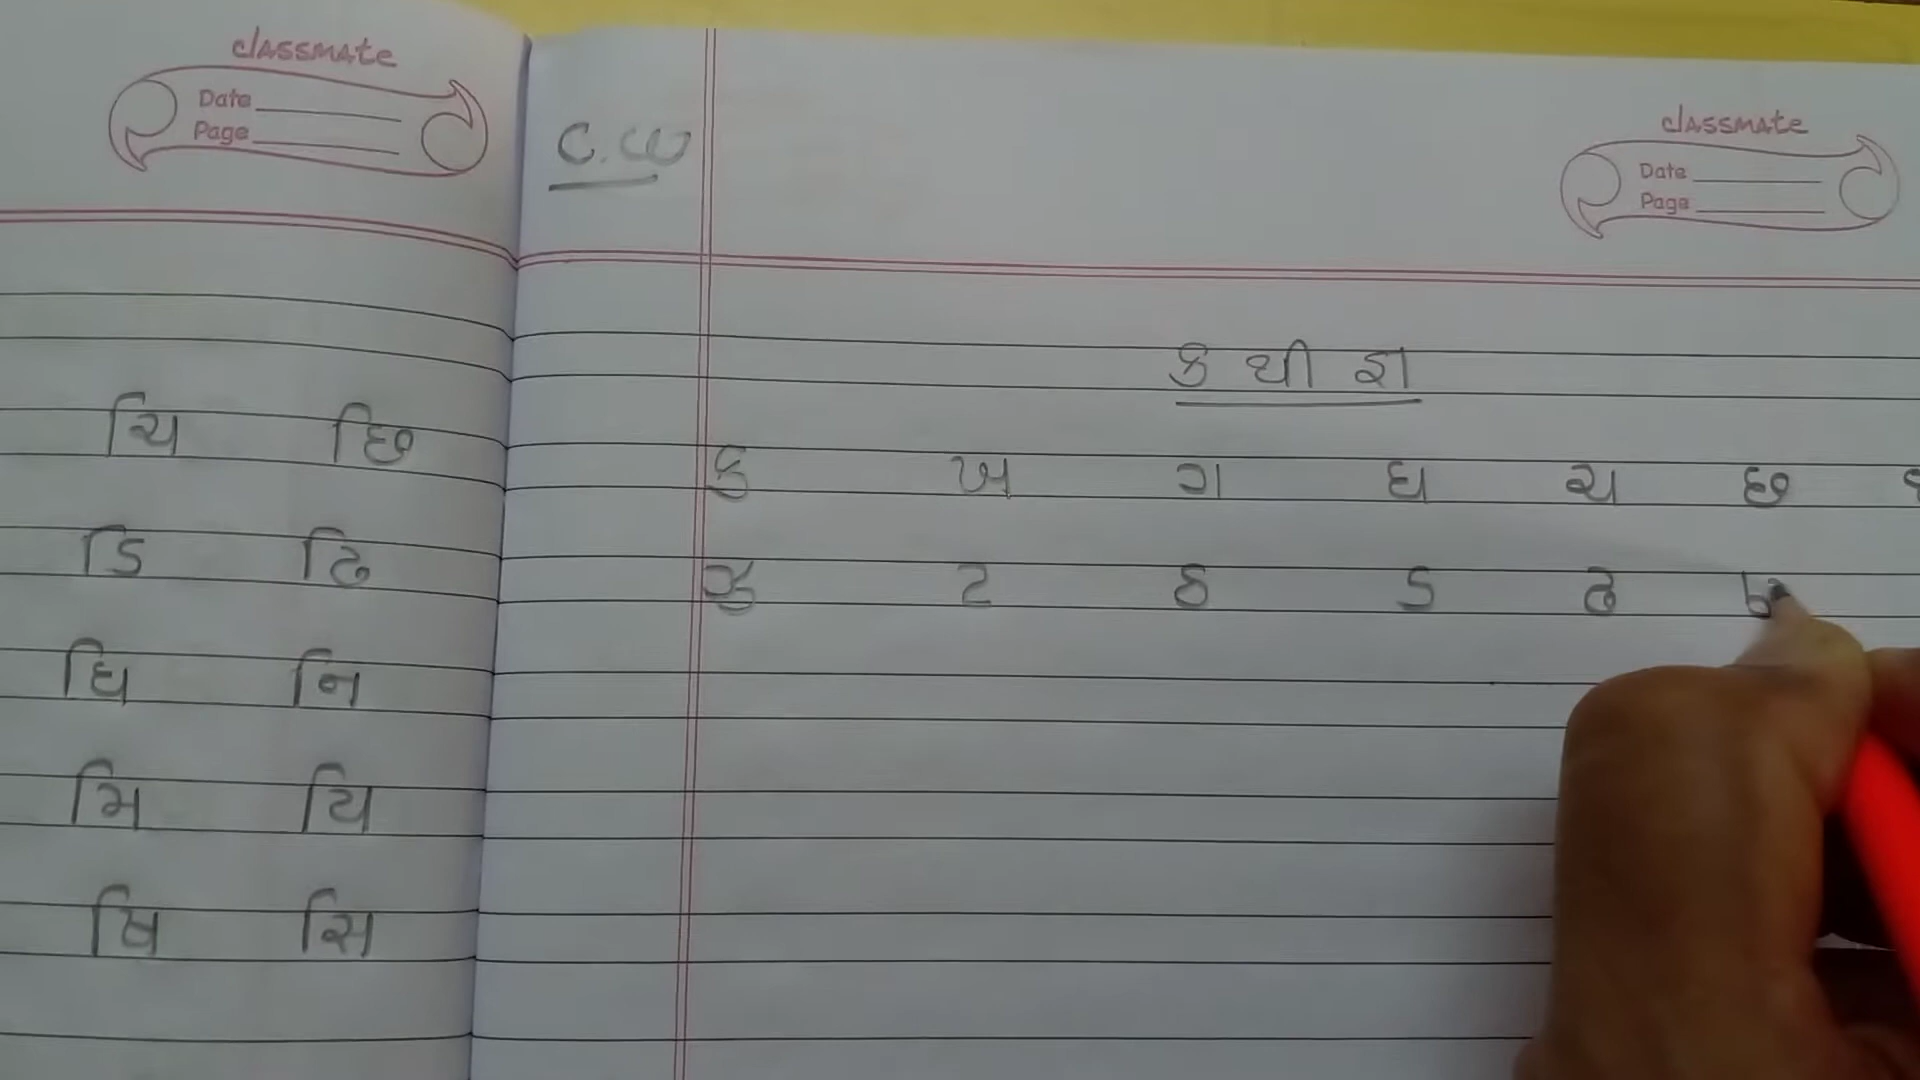 classmate
Date
Page
ચિ છિ
ડિ ઢિ
ધિ નિ
મિ યિ
ષિ સિ
classmate
Date
Page
C.W
ક થી જ્ઞ
ક ખ ગ ઘ ચ છ
ઝ ટ ઠ ડ ઢ